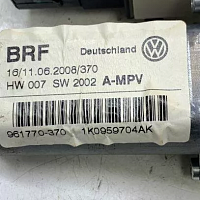 BRF Deutschland
16/11.06.2008/370
HW 007 SW 2002 A-MPV
961770-370 1K0959704AK